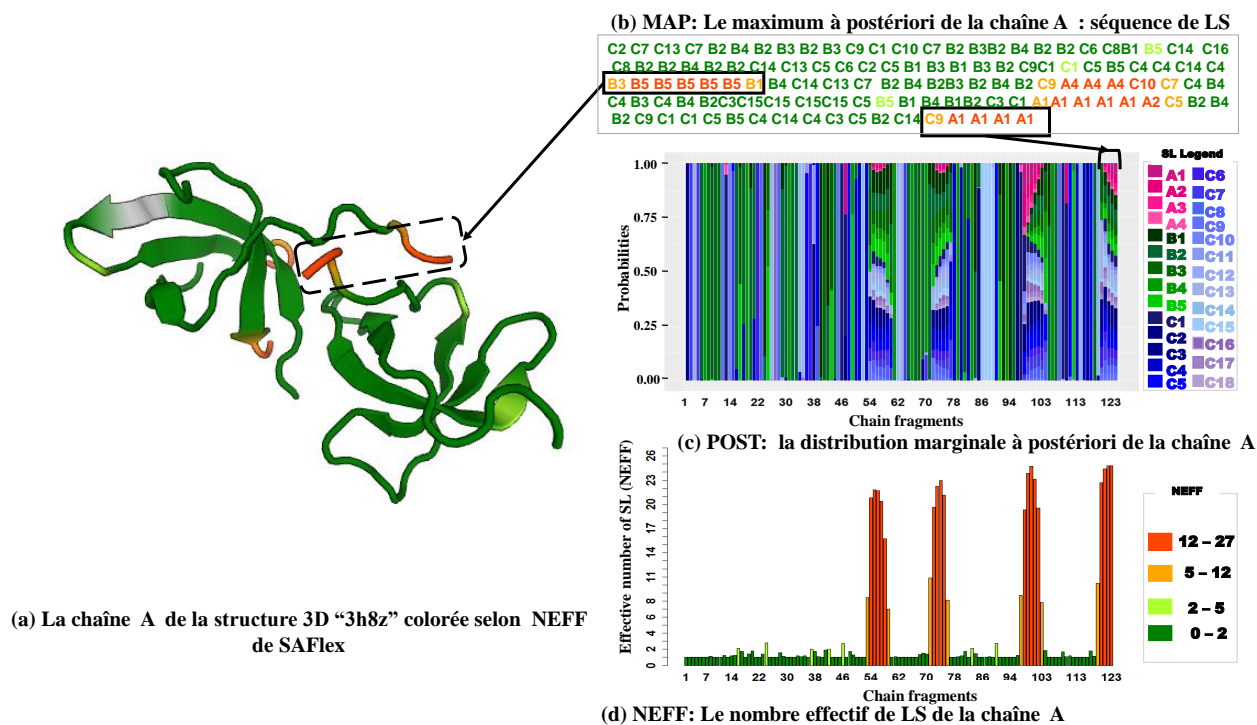 (b) MAP: Le maximum à postériori de la chaîne A : séquence de LS
C2 C7 C13 C7 B2 B4 B2 B3 B2 B3 C9 C1 C10 C7 B2 B3B2 B4 B2 B2 C6 C8B1 B5 C14 C16
C8 B2 B2 B4 B2 B2 C14 C13 C5 C6 C2 C5 B1 B3 B1 B3 B2 C9C1 C1 C5 B5 C4 C4 C14 C4
B3 B5 B5 B5 B5 B5 B1 B4 C14 C13 C7 B2 B4 B2B3 B2 B4 B2 C9 A4 A4 A4 C10 C7 C4 B4
C4 B3 C4 B4 B2C3C15C15 C15C15 C5 B5 B1 B4 B1B2 C3 C1 A1A1 A1 A1 A1 A2 C5 B2 B4
B2 C9 C1 C1 C5 B5 C4 C14 C4 C3 C5 B2 C14 C9 A1 A1 A1 A1
Probabilities
1.00
0.75
0.50
0.25
0.00
1 7 14 22 30 38 46 54 62 70 78 86 94 103 113 123
Chain fragments
SL Legend
A1
A2
A3
A4
B1
B2
B3
B4
B5
C1
C2
C3
C4
C5
C6
C7
C8
C9
C10
C11
C12
C13
C14
C15
C16
C17
C18
(c) POST: la distribution marginale à postériori de la chaîne A
Effective number of SL (NEFF)
26
23
20
17
14
11
8
6
4
2
0
1 7 14 22 30 38 46 54 62 70 78 86 94 103 113 123
Chain fragments
NEFF
12 – 27
5 – 12
2 – 5
0 – 2
(d) NEFF: Le nombre effectif de LS de la chaîne A
(a) La chaîne A de la structure 3D “3h8z” colorée selon NEFF
de SAFlex